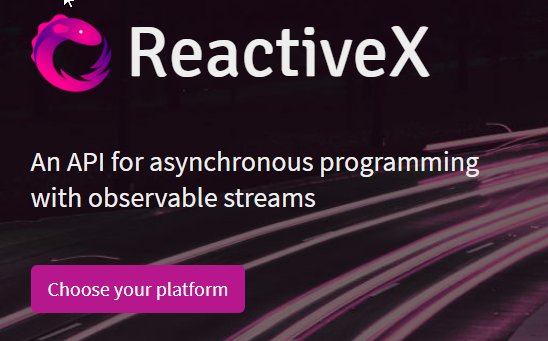 ReactiveX
An API for asynchronous programming
with observable streams
Choose your platform